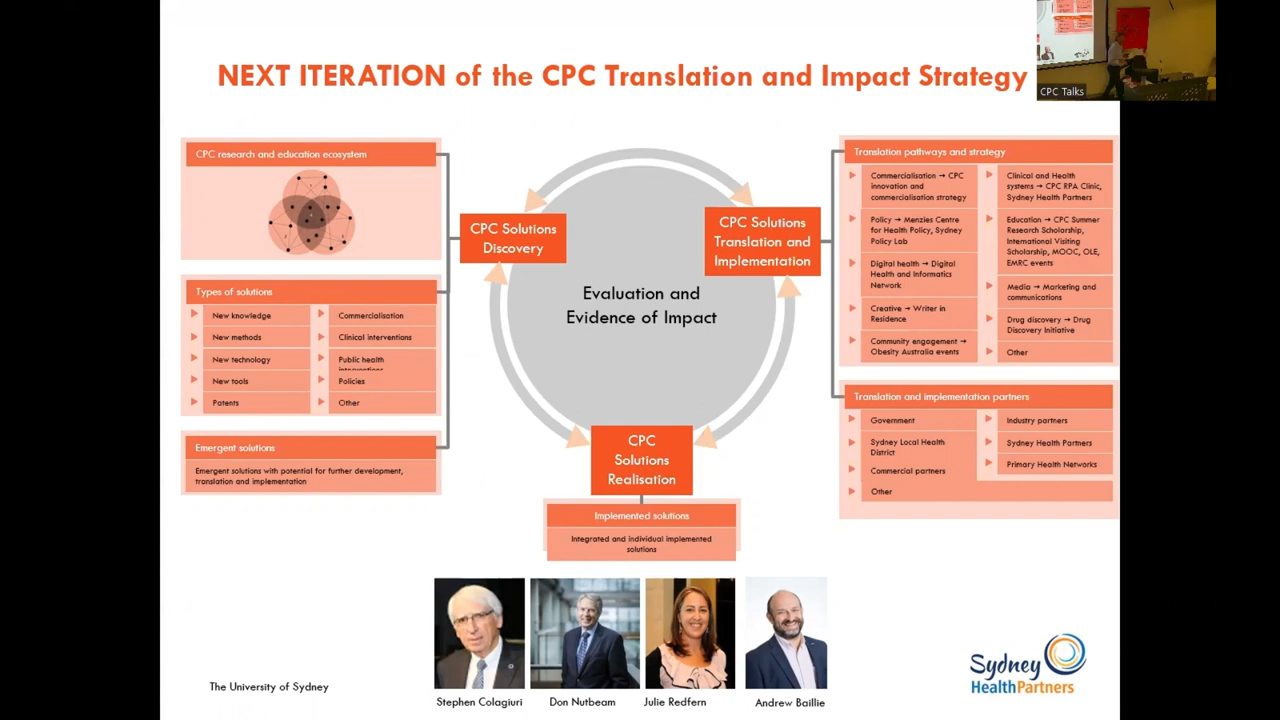 NEXT ITERATION of the CPC Translation and Impact Strategy
CPC Talks
CPC research and education ecosystem
Types of solutions
New knowledge
New methods
New technology
New tools
Patents
Commercialisation
Clinical interventions
Public health
interventions
Policies
Other
Emergent solutions
Emergent solutions with potential for further development,
translation and implementation
CPC Solutions
Discovery
Evaluation and
Evidence of Impact
CPC Solutions
Translation and
Implementation
CPC
Solutions
Realisation
Implemented solutions
Integrated and individual implemented
solutions
Translation pathways and strategy
Commercialisation → CPC
innovation and
commercialisation strategy
Policy → Menzies Centre
for Health Policy, Sydney
Policy Lab
Digital health → Digital
Health and Informatics
Network
Creative → Writer in
Residence
Community engagement →
Obesity Australia events
Clinical and Health
systems → CPC RPA Clinic,
Sydney Health Partners
Education → CPC Summer
Research Scholarship,
International Visiting
Scholarship, MOOC, OLE,
EMRC events
Media → Marketing and
communications
Drug discovery → Drug
Discovery Initiative
Other
Translation and implementation partners
Government
Sydney Local Health
District
Commercial partners
Other
Industry partners
Sydney Health Partners
Primary Health Networks
Stephen Colagiuri
Don Nutbeam
Julie Redfern
Andrew Baillie
The University of Sydney
Sydney
HealthPartners